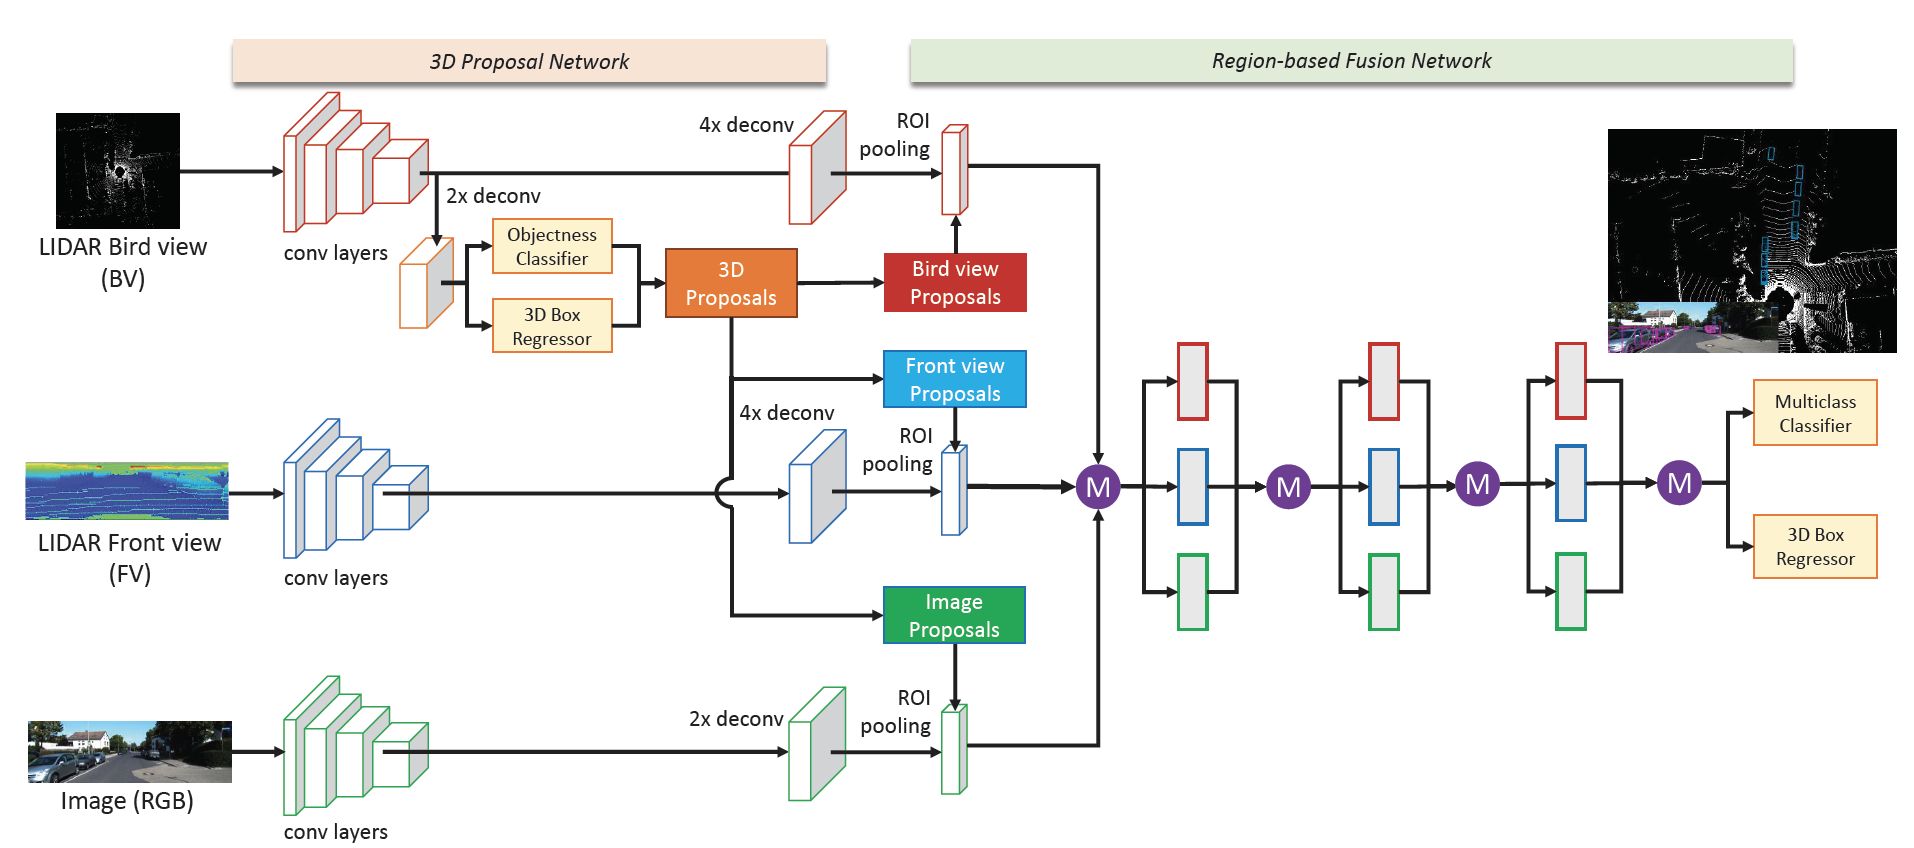 3D Proposal Network
Region-based Fusion Network
4x deconv
ROI
pooling
2x deconv
LIDAR Bird view
(BV)
conv layers
Objectness
Classifier
3D Box
Regressor
3D
Proposals
Bird view
Proposals
Front view
Proposals
4x deconv
ROI
pooling
LIDAR Front view
(FV)
conv layers
Image
Proposals
2x deconv
ROI
pooling
Image (RGB)
conv layers
M
M
M
M
Multiclass
Classifier
3D Box
Regressor